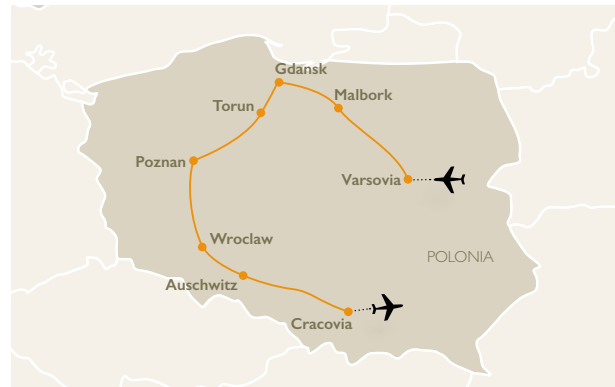 Gdansk
Malbork
Torun
Poznan
Varsovia
Wroclaw
POLONIA
Auschwitz
Cracovia